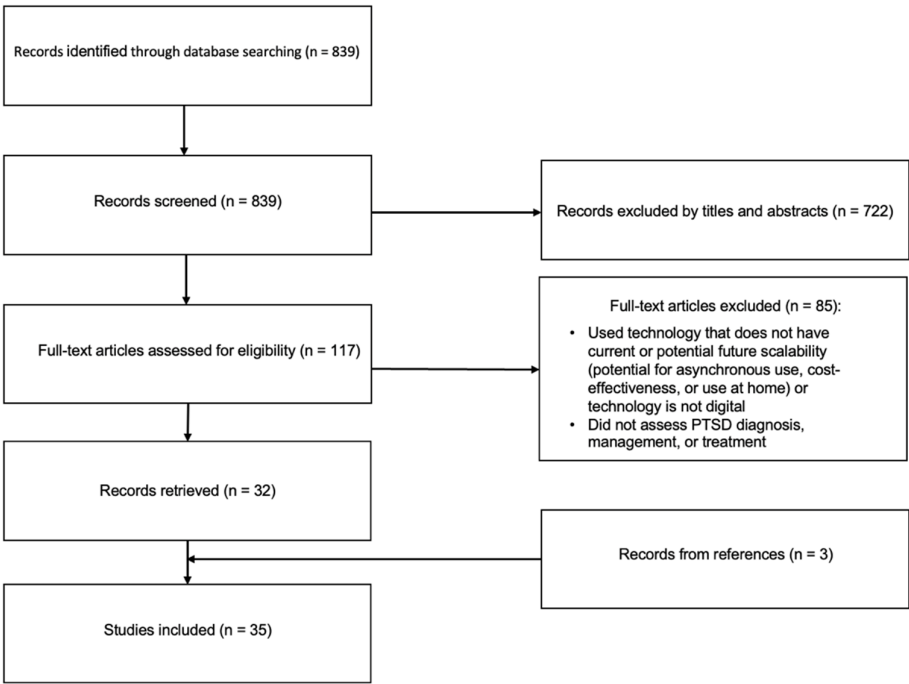 Records identified through database searching (n = 839)
Records screened (n = 839)
Records excluded by titles and abstracts (n = 722)
Full-text articles assessed for eligibility (n = 117)
Full-text articles excluded (n = 85):
• Used technology that does not have
current or potential future scalability
(potential for asynchronous use, cost-
effectiveness, or use at home) or
technology is not digital
• Did not assess PTSD diagnosis,
management, or treatment
Records retrieved (n = 32)
Records from references (n = 3)
Studies included (n = 35)